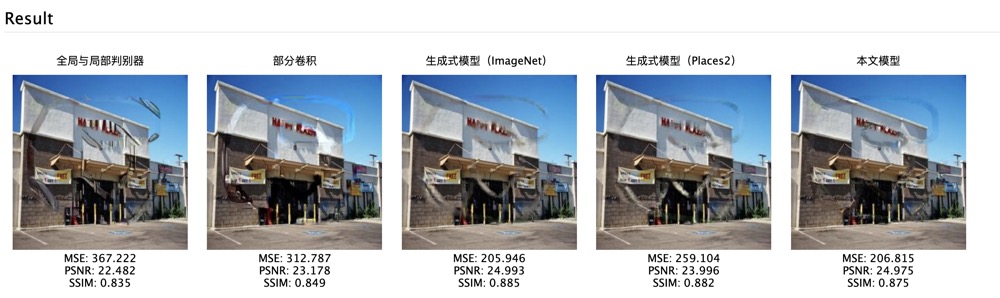 Result
全局与局部判别器
部分卷积
生成式模型（ImageNet）
生成式模型（Places2）
本文模型
MSE: 367.222
PSNR: 22.482
SSIM: 0.835
MSE: 312.787
PSNR: 23.178
SSIM: 0.849
MSE: 205.946
PSNR: 24.993
SSIM: 0.885
MSE: 259.104
PSNR: 23.996
SSIM: 0.882
MSE: 206.815
PSNR: 24.975
SSIM: 0.875